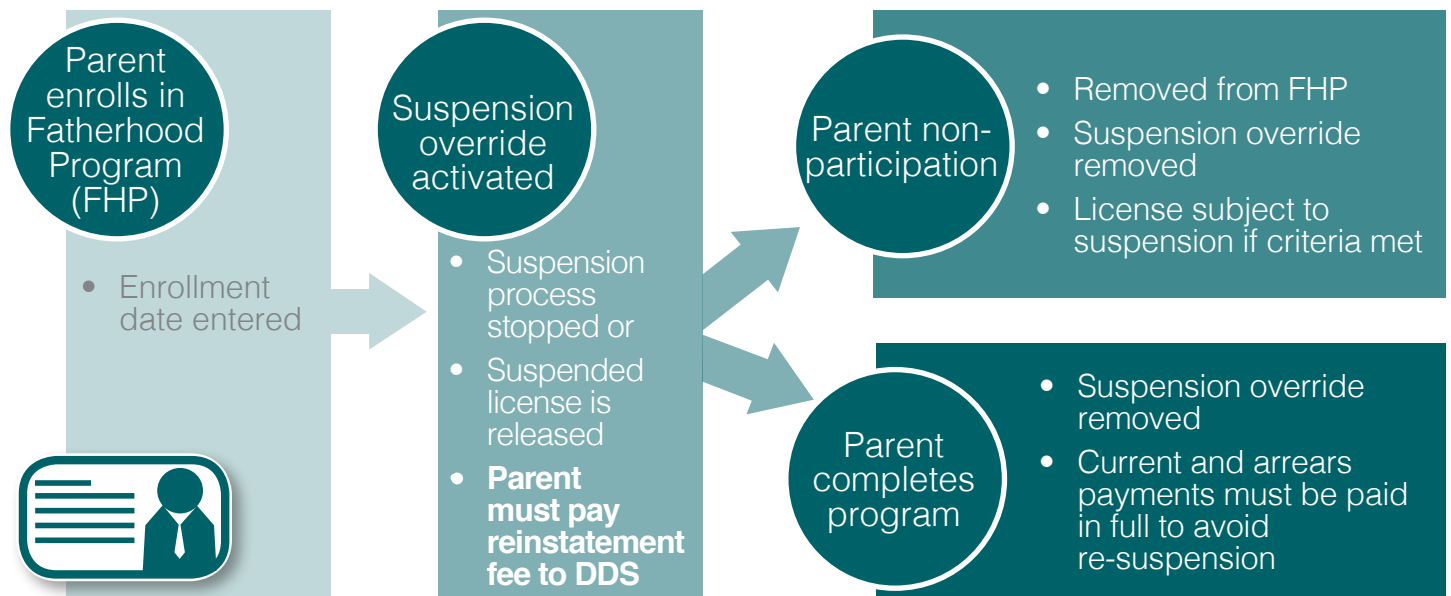 Parent
enrolls in
Fatherhood
Program
(FHP)
• Enrollment
date entered
Suspension
override
activated
• Suspension
process
stopped or
• Suspended
license is
released
• Parent
must pay
reinstatement
fee to DDS
Parent non-
participation
• Removed from FHP
• Suspension override
removed
• License subject to
suspension if criteria met
Parent
completes
program
• Suspension override
removed
• Current and arrears
payments must be paid
in full to avoid
re-suspension